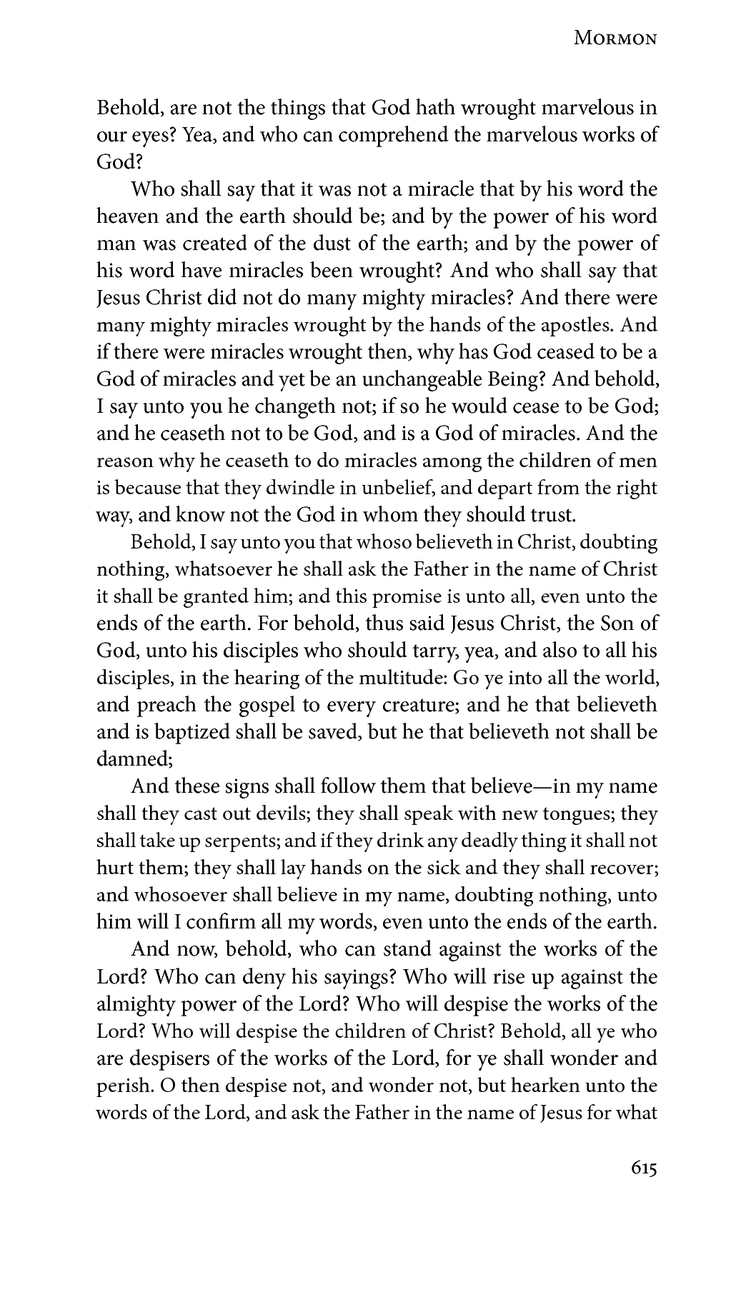 Mormon
Behold, are not the things that God hath wrought marvelous in
our eyes? Yea, and who can comprehend the marvelous works of
God?
Who shall say that it was not a miracle that by his word the
heaven and the earth should be; and by the power of his word
man was created of the dust of the earth; and by the power of
his word have miracles been wrought? And who shall say that
Jesus Christ did not do many mighty miracles? And there were
many mighty miracles wrought by the hands of the apostles. And
if there were miracles wrought then, why has God ceased to be a
God of miracles and yet be an unchangeable Being? And behold,
I say unto you he changeth not; if so he would cease to be God;
and he ceaseth not to be God, and is a God of miracles. And the
reason why he ceaseth to do miracles among the children of men
is because that they dwindle in unbelief, and depart from the right
way, and know not the God in whom they should trust.
Behold, I say unto you that whoso believeth in Christ, doubting
nothing, whatsoever he shall ask the Father in the name of Christ
it shall be granted him; and this promise is unto all, even unto the
ends of the earth. For behold, thus said Jesus Christ, the Son of
God, unto his disciples who should tarry, yea, and also to all his
disciples, in the hearing of the multitude: Go ye into all the world,
and preach the gospel to every creature; and he that believeth
and is baptized shall be saved, but he that believeth not shall be
damned;
And these signs shall follow them that believe—in my name
shall they cast out devils; they shall speak with new tongues; they
shall take up serpents; and if they drink any deadly thing it shall not
hurt them; they shall lay hands on the sick and they shall recover;
and whosoever shall believe in my name, doubting nothing, unto
him will I confirm all my words, even unto the ends of the earth.
And now, behold, who can stand against the works of the
Lord? Who can deny his sayings? Who will rise up against the
almighty power of the Lord? Who will despise the works of the
Lord? Who will despise the children of Christ? Behold, all ye who
are despisers of the works of the Lord, for ye shall wonder and
perish. O then despise not, and wonder not, but hearken unto the
words of the Lord, and ask the Father in the name of Jesus for what
615